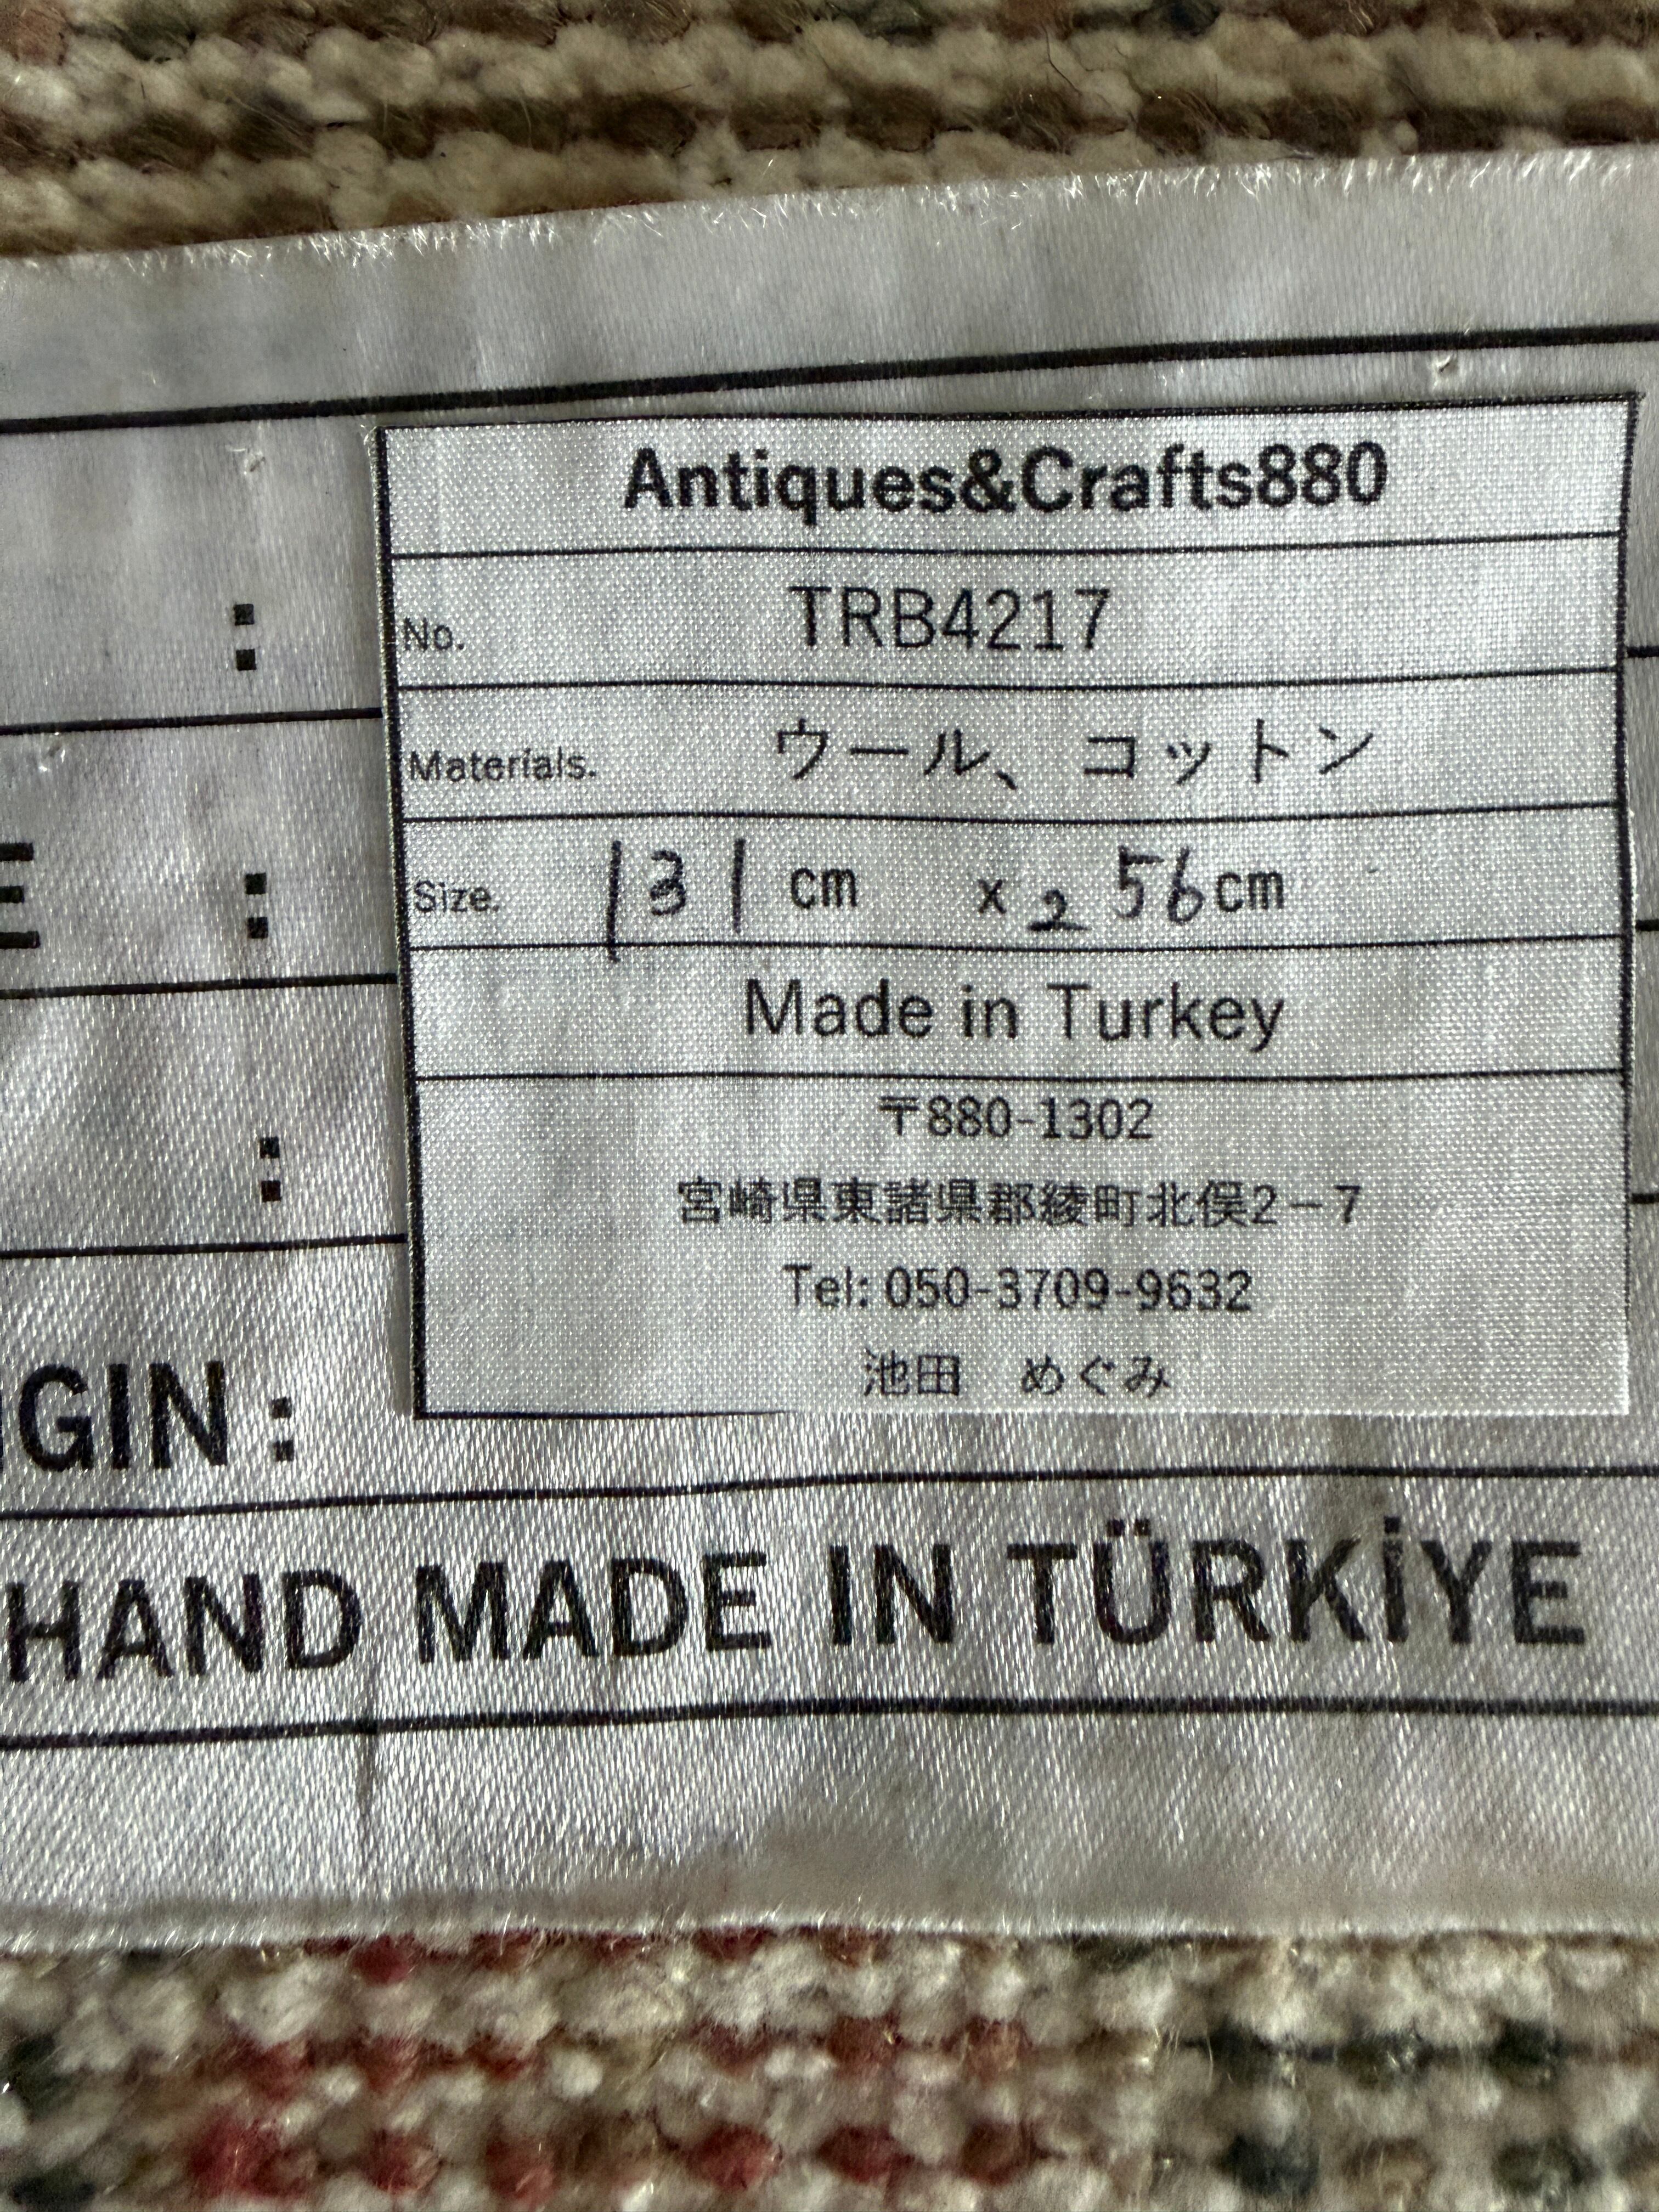 Antiques&Crafts880
:
No. TRB4217
Materials. ウール、コットン
E :
Size. 131 cm x 256cm
Made in Turkey
〒880-1302
:
宮崎県東諸県郡綾町北俣2－7
Tel: 050-3709-9632
池田　めぐみ
GIN :
HAND MADE IN TÜRKİYE